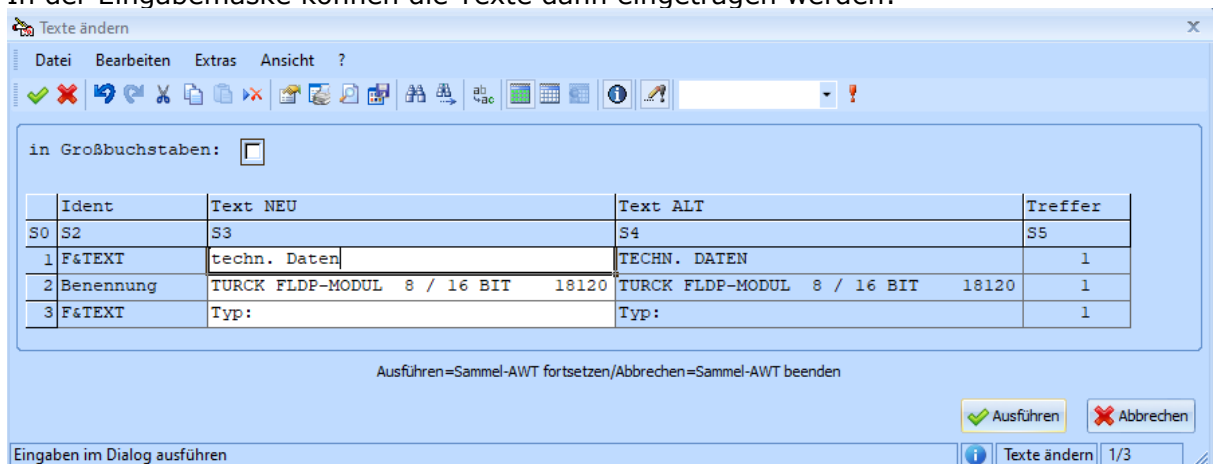 In der Eingabemaske können die Texte dann eingetragen werden:
Texte ändern x
Datei Bearbeiten Extras Ansicht ?
in Großbuchstaben:
Ident Text NEU Text ALT Treffer
S0 S2 S3 S4 S5
1 F&TEXT techn. Daten TECHN. DATEN 1
2 Benennung TURCK FLDP-MODUL 8 / 16 BIT 18120 TURCK FLDP-MODUL 8 / 16 BIT 18120 1
3 F&TEXT Typ: Typ: 1
Ausführen=Sammel-AWT fortsetzen/Abbrechen=Sammel-AWT beenden
Ausführen Abbrechen
Eingaben im Dialog ausführen Texte ändern 1/3